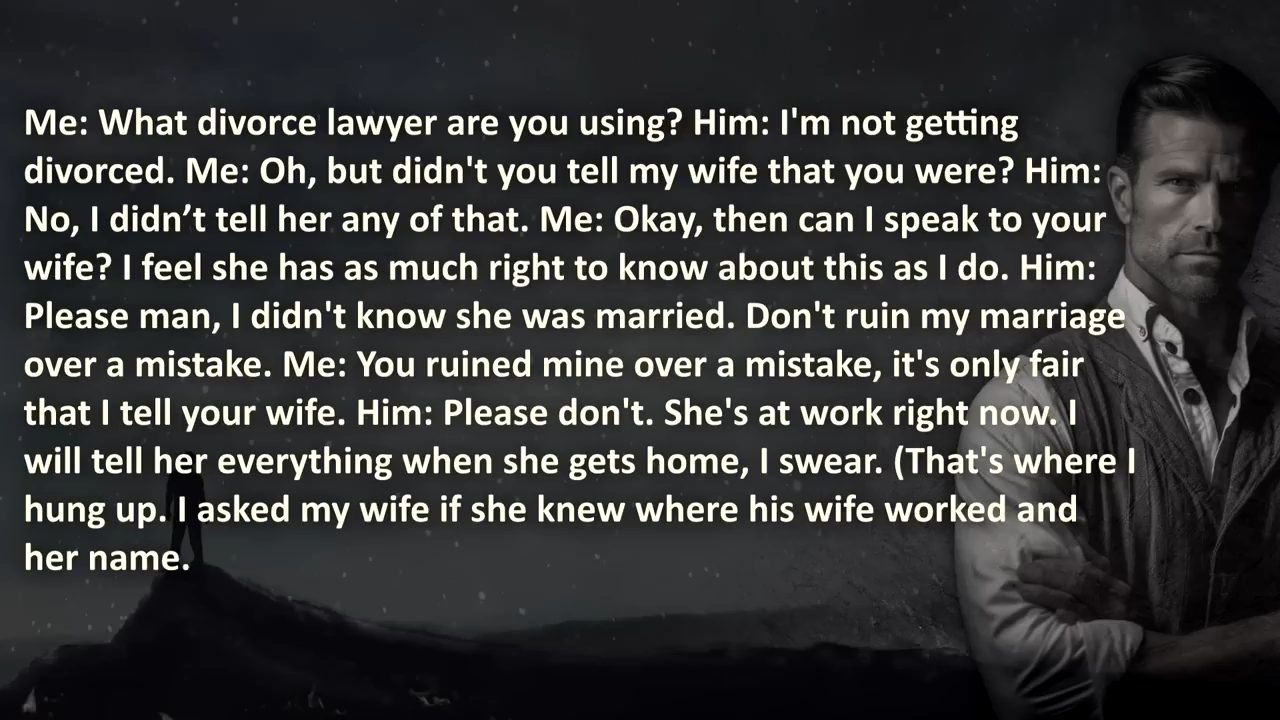 Me: What divorce lawyer are you using? Him: I'm not getting
divorced. Me: Oh, but didn't you tell my wife that you were? Him:
No, I didn’t tell her any of that. Me: Okay, then can I speak to your
wife? I feel she has as much right to know about this as I do. Him:
Please man, I didn't know she was married. Don't ruin my marriage
over a mistake. Me: You ruined mine over a mistake, it's only fair
that I tell your wife. Him: Please don't. She's at work right now. I
will tell her everything when she gets home, I swear. (That's where I
hung up. I asked my wife if she knew where his wife worked and
her name.